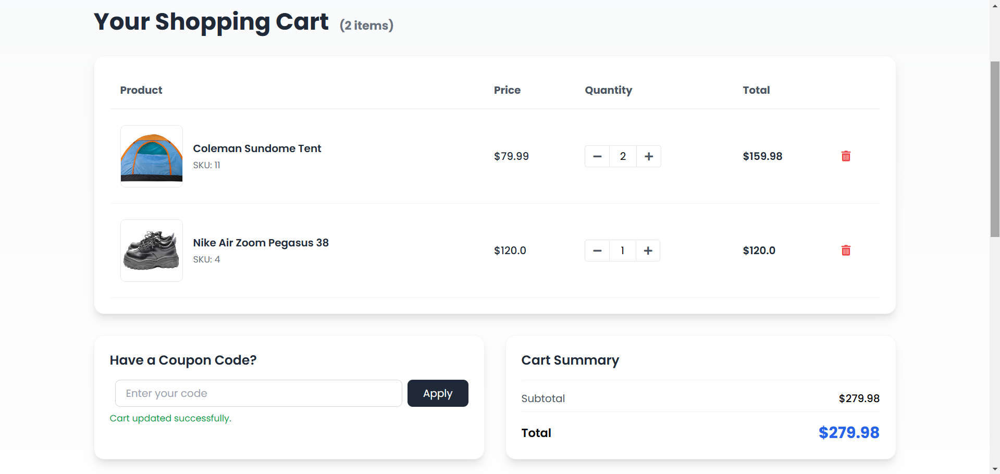 Your Shopping Cart (2 items)
Product Price Quantity Total
Coleman Sundome Tent
SKU: 11
$79.99 2 $159.98
Nike Air Zoom Pegasus 38
SKU: 4
$120.0 1 $120.0
Have a Coupon Code?
Enter your code Apply
Cart updated successfully.
Cart Summary
Subtotal $279.98
Total $279.98